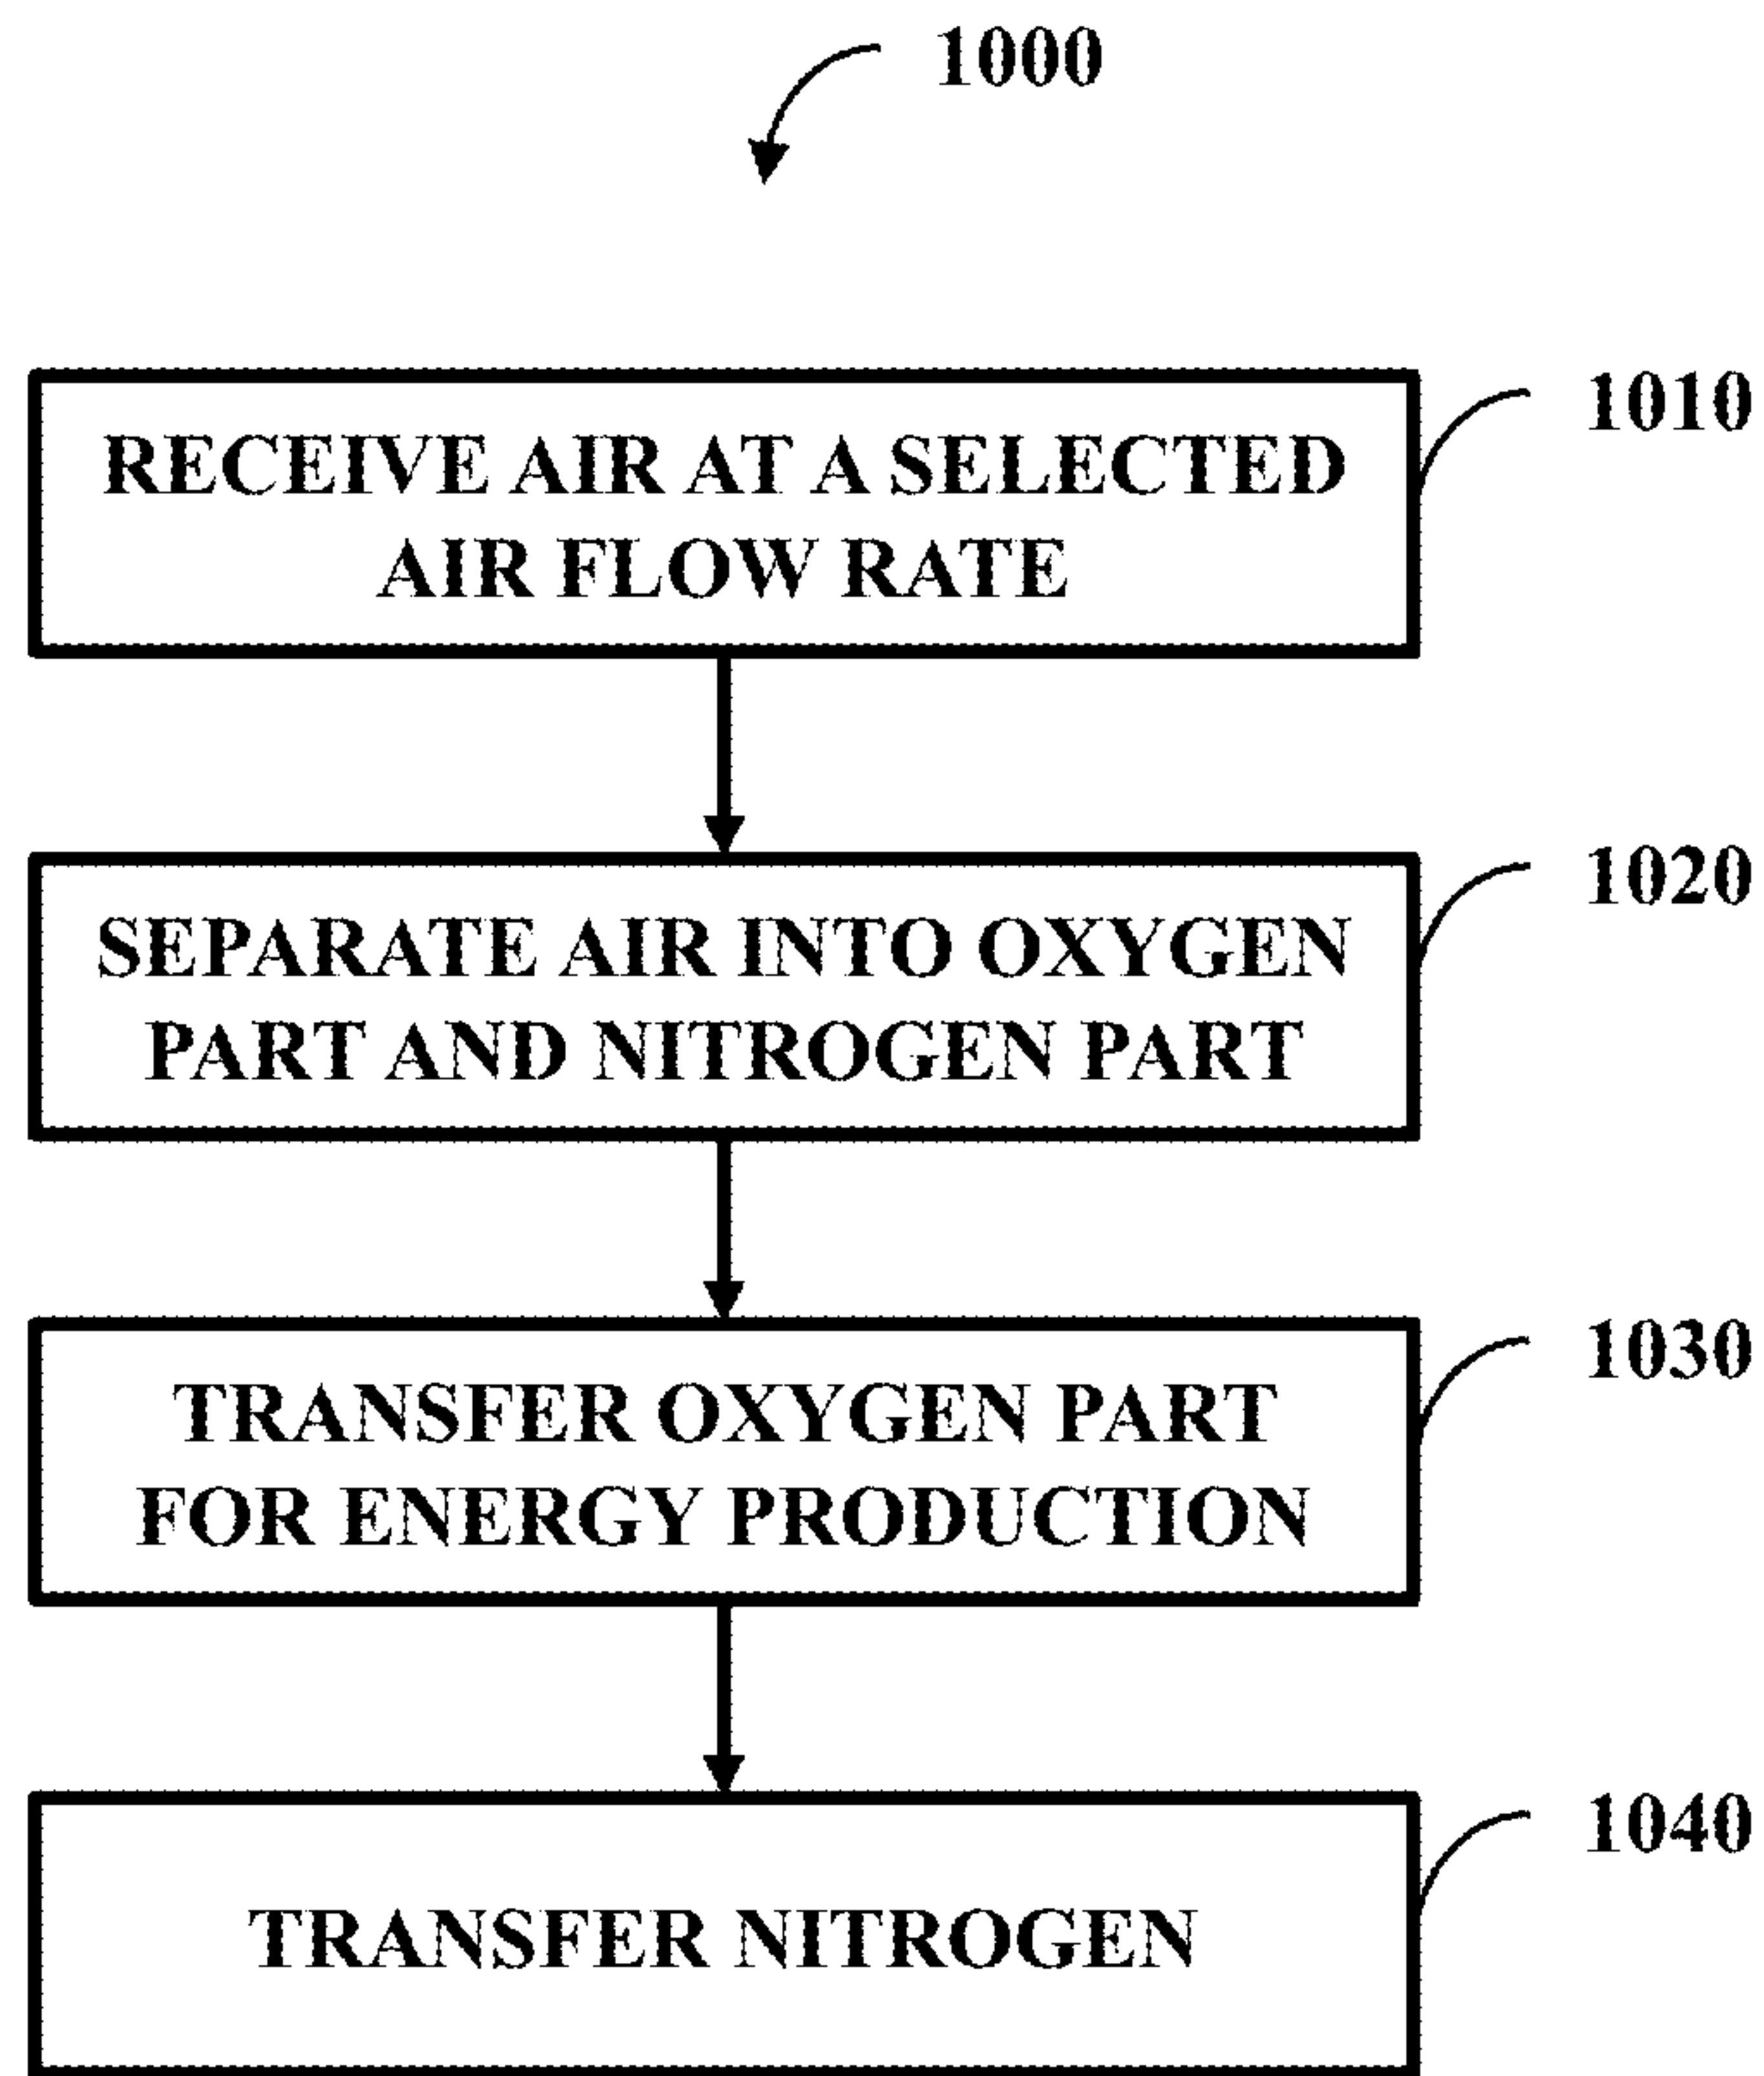 1000
RECEIVE AIR AT A SELECTED
AIR FLOW RATE
1010
SEPARATE AIR INTO OXYGEN
PART AND NITROGEN PART
1020
TRANSFER OXYGEN PART
FOR ENERGY PRODUCTION
1030
TRANSFER NITROGEN
1040